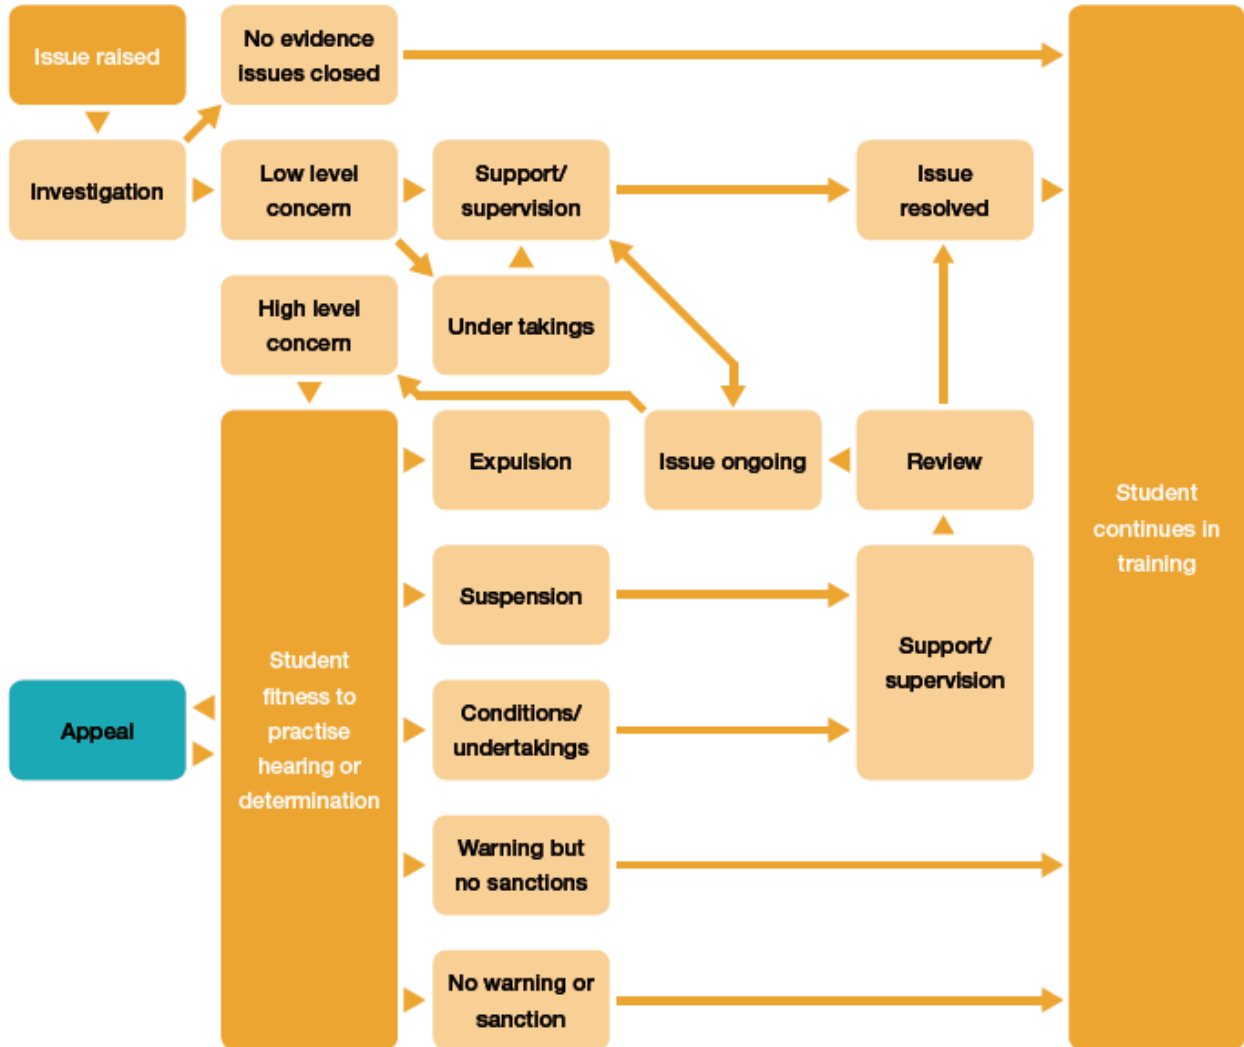 Issue raised
No evidence
issues closed
Investigation
Low level
concern
Support/
supervision
Issue
resolved
High level
concern
Under takings
Expulsion
Issue ongoing
Review
Student
continues in
training
Suspension
Support/
supervision
Student
fitness to
practise
hearing or
determination
Appeal
Conditions/
undertakings
Warning but
no sanctions
No warning or
sanction